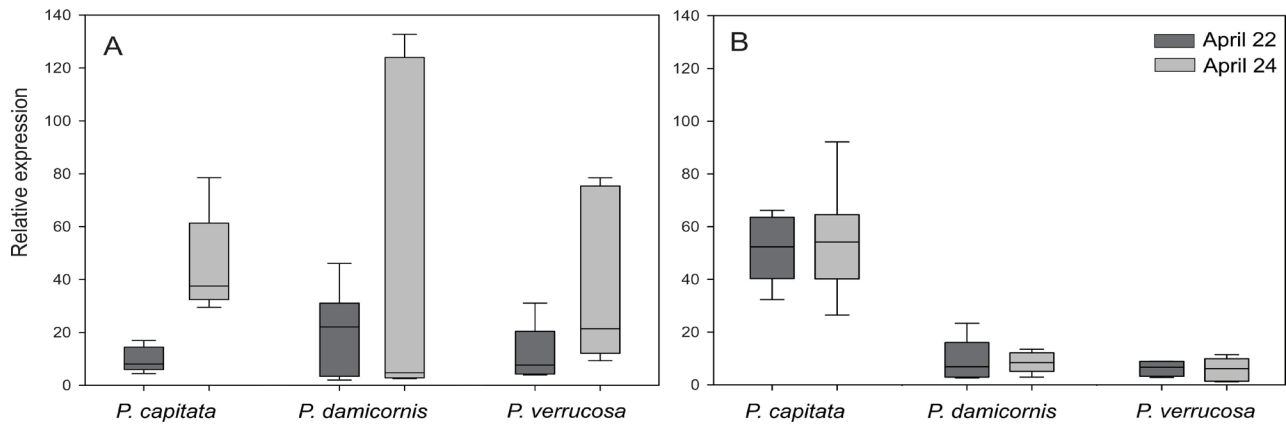 Relative expression
A
140
120
100
80
60
40
20
0
P. capitata P. damicornis P. verrucosa
B
April 22
April 24
140
120
100
80
60
40
20
0
P. capitata P. damicornis P. verrucosa